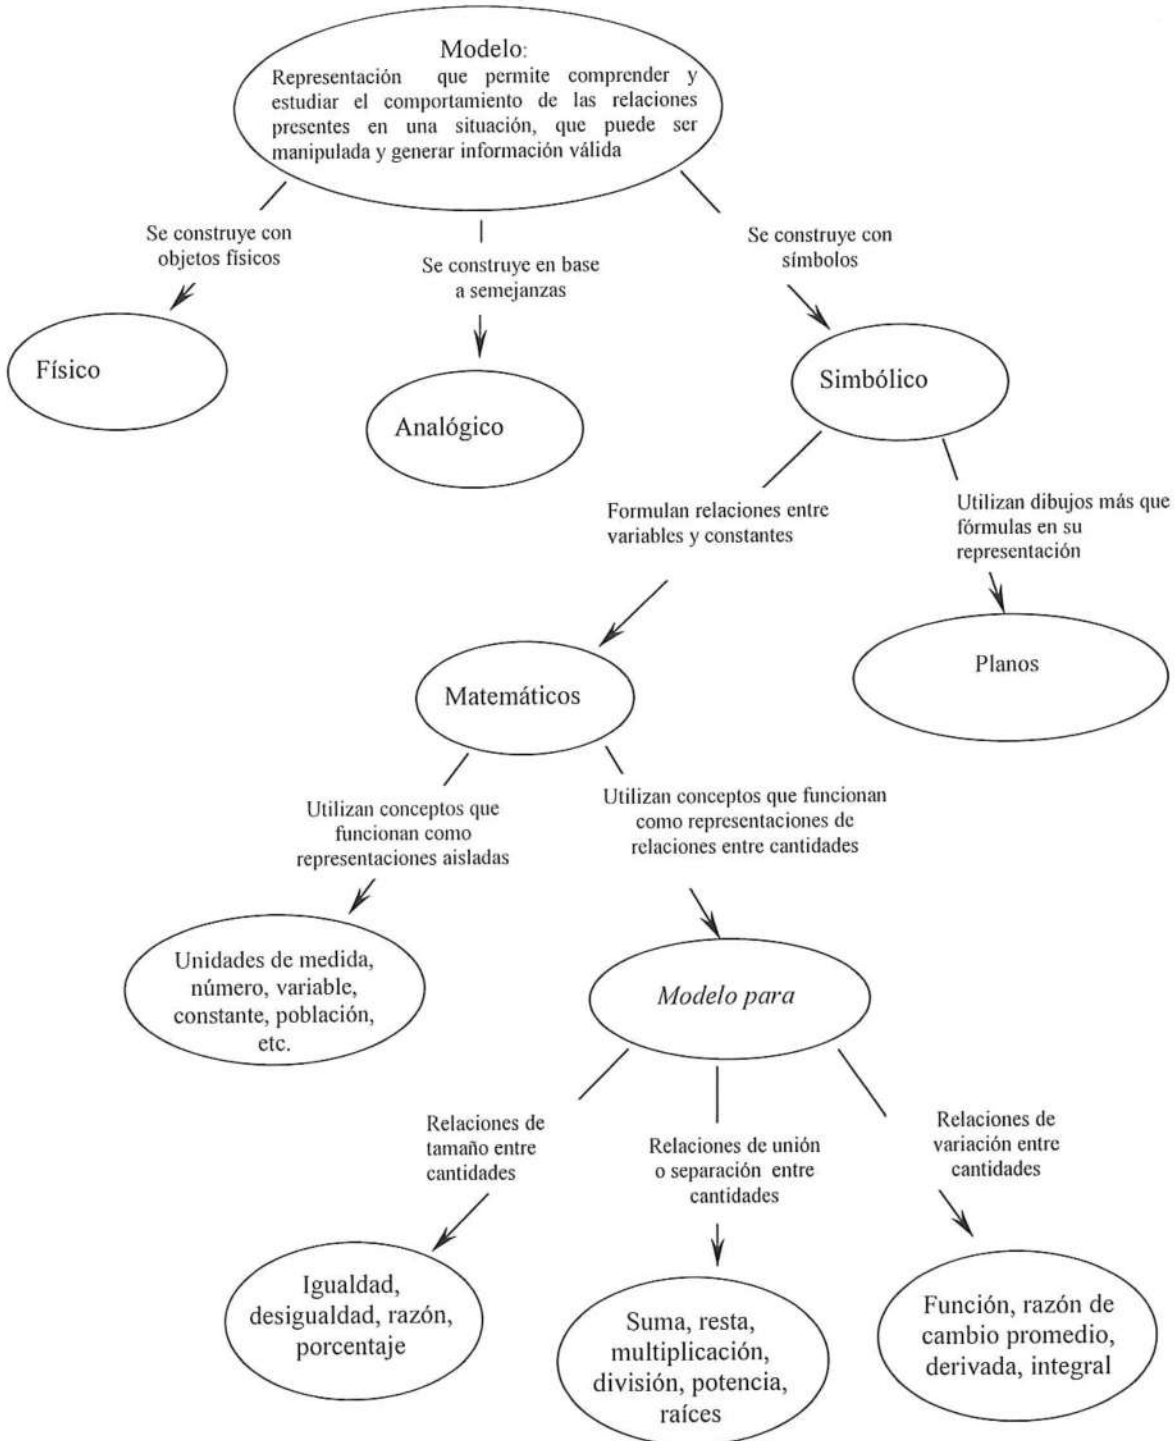 Modelo:
Representación que permite comprender y
estudiar el comportamiento de las relaciones
presentes en una situación, que puede ser
manipulada y generar información válida
Se construye con
objetos físicos
Se construye en base
a semejanzas
Se construye con
símbolos
Físico
Analógico
Simbólico
Formulan relaciones entre
variables y constantes
Utilizan dibujos más que
fórmulas en su
representación
Matemáticos
Planos
Utilizan conceptos que
funcionan como
representaciones aisladas
Utilizan conceptos que funcionan
como representaciones de
relaciones entre cantidades
Unidades de medida,
número, variable,
constante, población,
etc.
Modelo para
Relaciones de
tamaño entre
cantidades
Relaciones de unión
o separación entre
cantidades
Relaciones de
variación entre
cantidades
Igualdad,
desigualdad, razón,
porcentaje
Suma, resta,
multiplicación,
división, potencia,
raíces
Función, razón de
cambio promedio,
derivada, integral